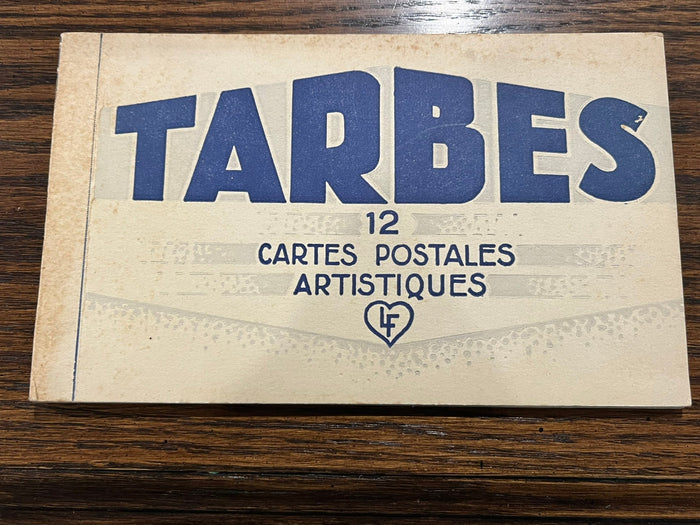 TARBES
12
CARTES POSTALES
ARTISTIQUES
LF